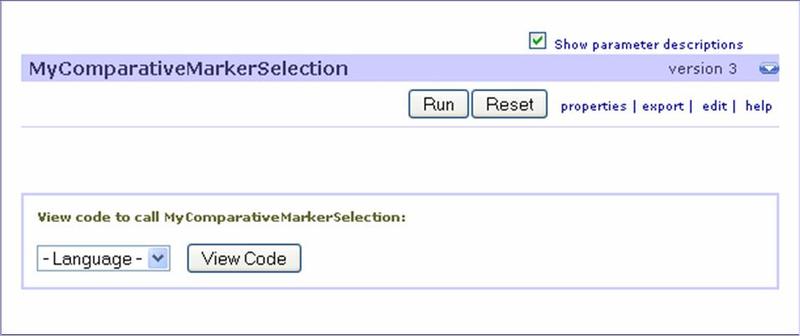 Show parameter descriptions
MyComparativeMarkerSelection version 3
Run Reset properties | export | edit | help
View code to call MyComparativeMarkerSelection:
- Language - View Code